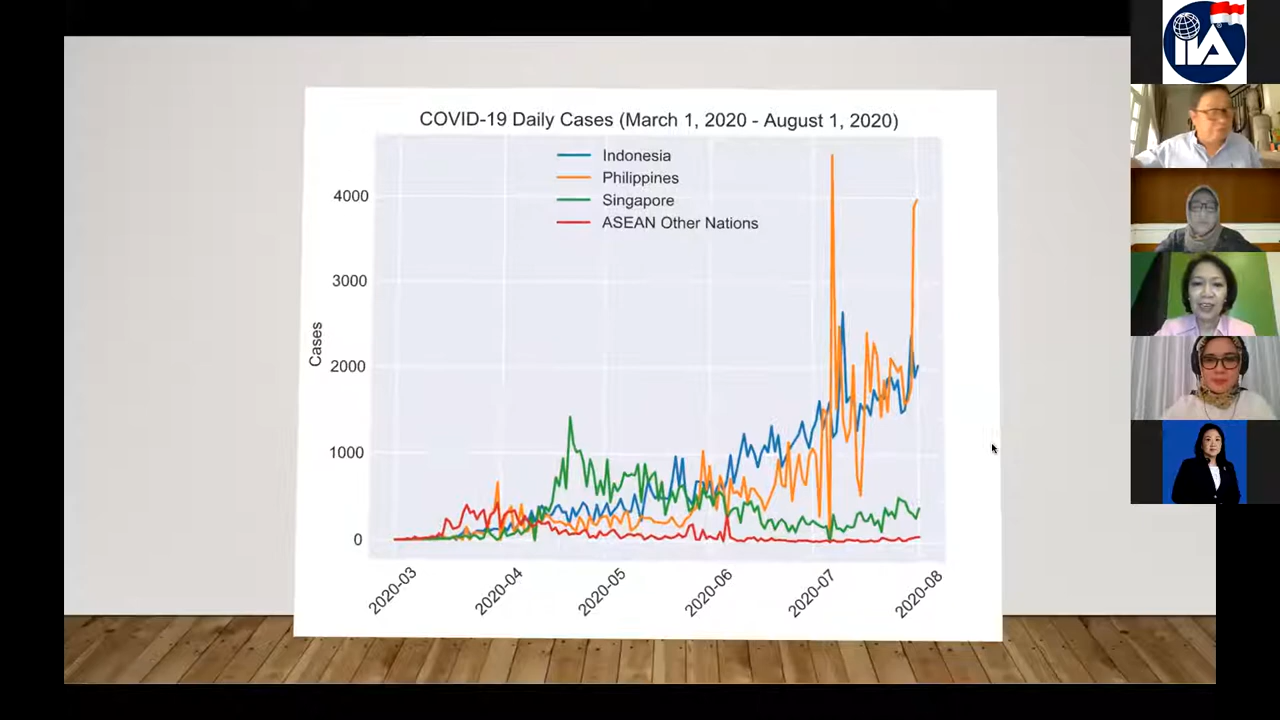 COVID-19 Daily Cases (March 1, 2020 - August 1, 2020)
Indonesia
Philippines
Singapore
ASEAN Other Nations
Cases
4000
3000
2000
1000
0
2020-03
2020-04
2020-05
2020-06
2020-07
2020-08
IIA